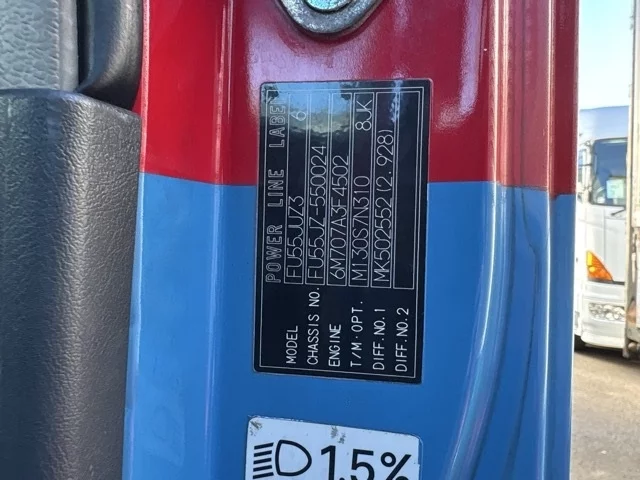 POWER LINE LABEL
MODEL FU55JUZ3 6
CHASSIS NO. FU55JZ-550024
ENGINE 6M707A3F4502
T/M·OPT. M130S7N310 8JK
DIFF.NO.1 MK502552(2.928)
DIFF.NO.2
1.5%